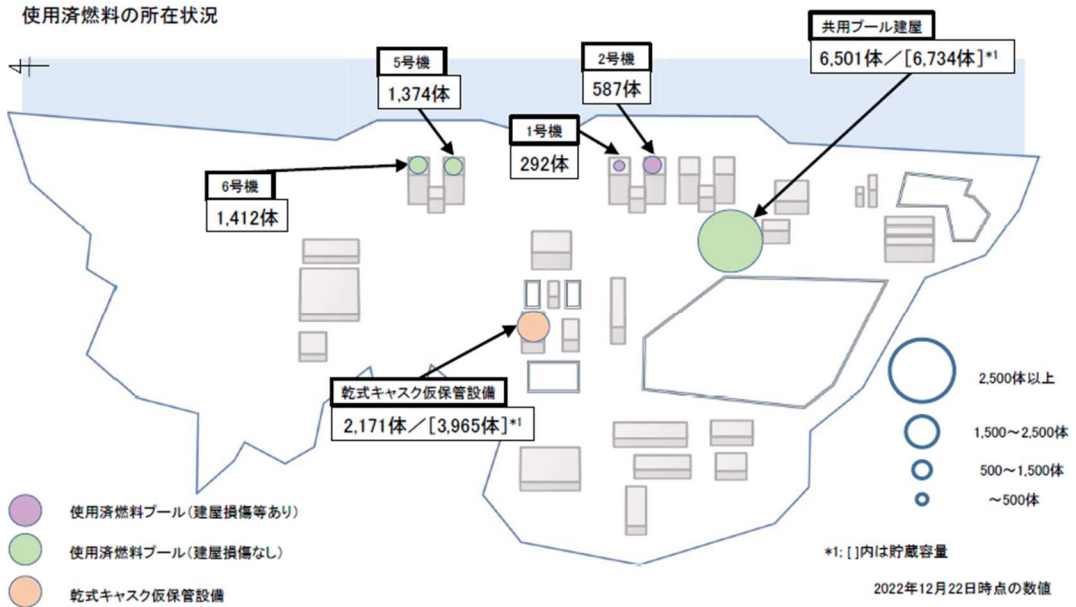 使用済燃料の所在状況
共用プール建屋
6,501体／[6,734体]*1
5号機
1,374体
2号機
587体
1号機
292体
6号機
1,412体
乾式キャスク仮保管設備
2,171体／[3,965体]*1
2,500体以上
1,500～2,500体
500～1,500体
～500体
使用済燃料プール（建屋損傷等あり）
使用済燃料プール（建屋損傷なし）
乾式キャスク仮保管設備
*1; [ ]内は貯蔵容量
2022年12月22日時点の数値